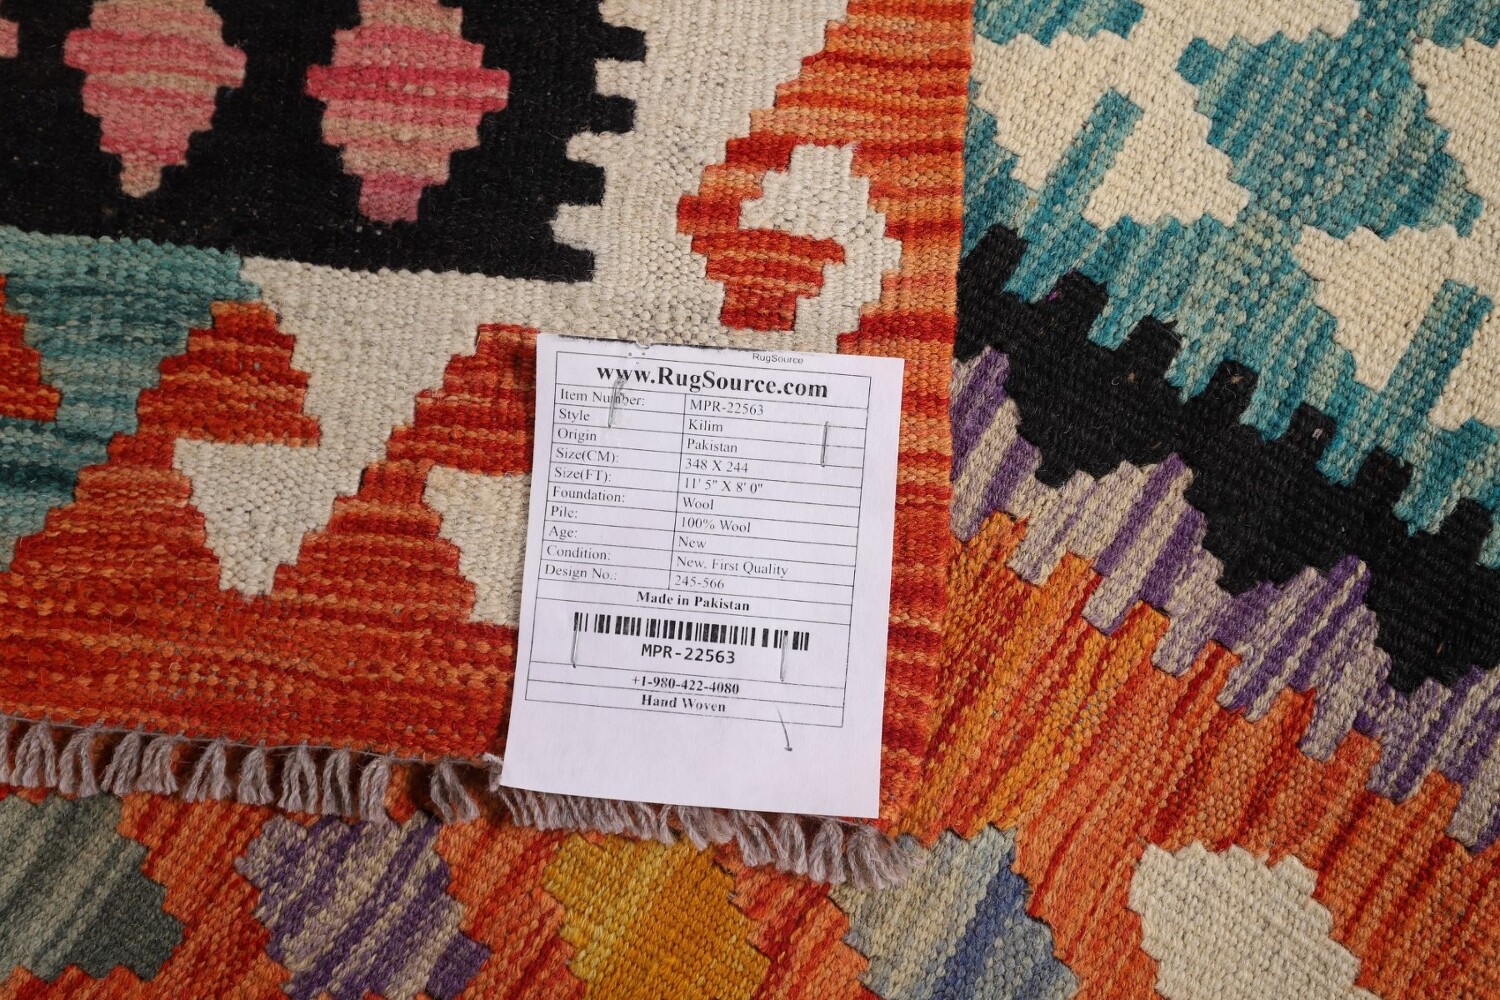 RugSource
www.RugSource.com
Item Number: MPR-22563
Style Kilim
Origin Pakistan
Size(CM): 348 X 244
Size(FT): 11' 5" X 8' 0"
Foundation: Wool
Pile: 100% Wool
Age: New
Condition: New, First Quality
Design No.: 245-566
Made in Pakistan
MPR-22563
+1-980-422-4080
Hand Woven